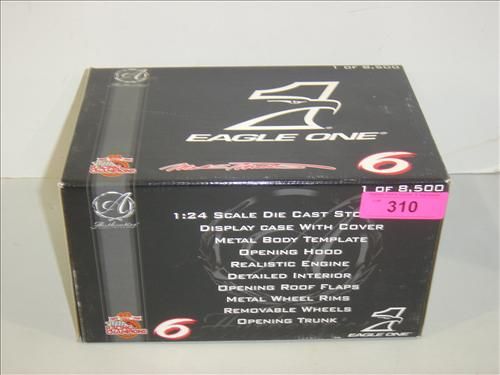 1 OF 8,500
A
1
EAGLE ONE
6
1 OF 8,500
310
A
1:24 SCALE DIE CAST STO
DISPLAY CASE WITH COVER
METAL BODY TEMPLATE
OPENING HOOD
REALISTIC ENGINE
DETAILED INTERIOR
OPENING ROOF FLAPS
METAL WHEEL RIMS
REMOVABLE WHEELS
OPENING TRUNK
6
1
EAGLE ONE